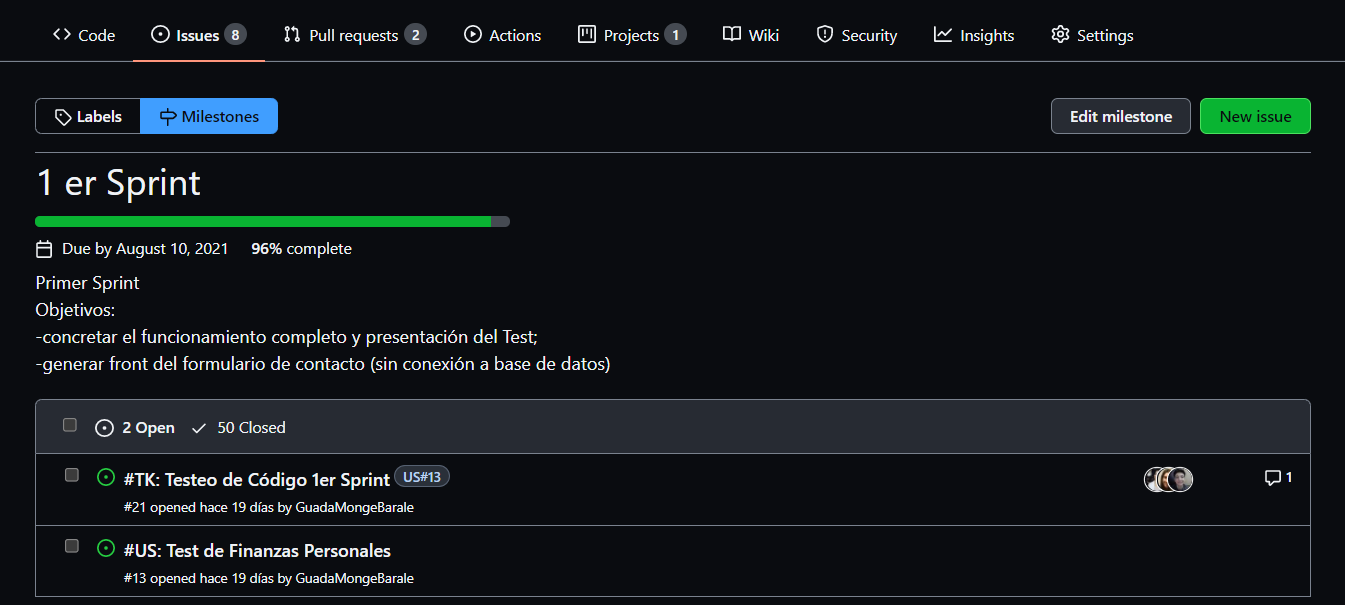 Code Issues 8 Pull requests 2 Actions Projects 1 Wiki Security Insights Settings
Labels Milestones Edit milestone New issue
1 er Sprint
Due by August 10, 2021 96% complete
Primer Sprint
Objetivos:
-concretar el funcionamiento completo y presentación del Test;
-generar front del formulario de contacto (sin conexión a base de datos)
2 Open 50 Closed
#TK: Testeo de Código 1er Sprint US#13 1
#21 opened hace 19 días by GuadaMongeBarale
#US: Test de Finanzas Personales
#13 opened hace 19 días by GuadaMongeBarale